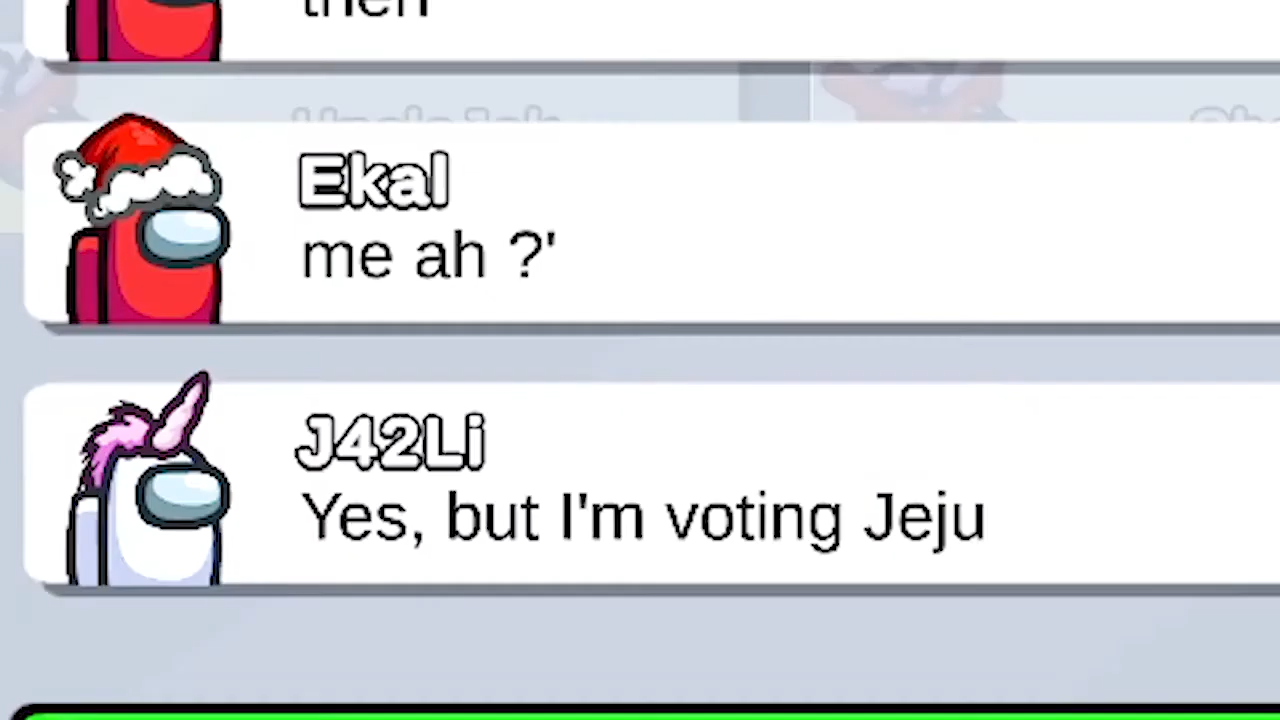 then
Ekal
me ah ?'
J42Li
Yes, but I'm voting Jeju